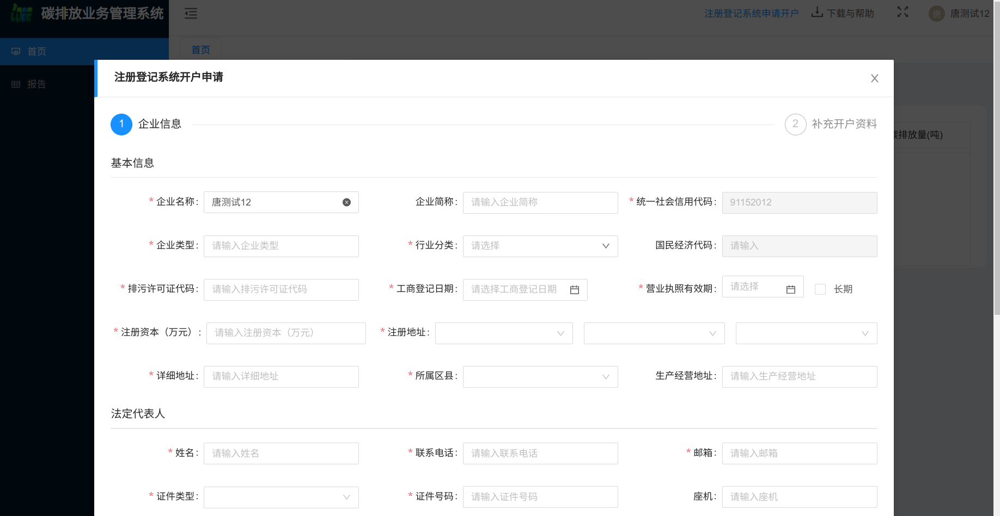 碳排放业务管理系统
注册登记系统申请开户
下载与帮助
唐
唐测试12
首页
首页
报告
注册登记系统开户申请
1 企业信息
2 补充开户资料
碳排放量(吨)
基本信息
* 企业名称: 唐测试12
企业简称: 请输入企业简称
* 统一社会信用代码: 91152012
* 企业类型: 请输入企业类型
* 行业分类: 请选择
国民经济代码: 请输入
* 排污许可证代码: 请输入排污许可证代码
* 工商登记日期: 请选择工商登记日期
* 营业执照有效期: 请选择 长期
* 注册资本（万元）: 请输入注册资本（万元）
* 注册地址:
* 详细地址: 请输入详细地址
* 所属区县:
生产经营地址: 请输入生产经营地址
法定代表人
* 姓名: 请输入姓名
* 联系电话: 请输入联系电话
* 邮箱: 请输入邮箱
* 证件类型:
* 证件号码: 请输入证件号码
座机: 请输入座机